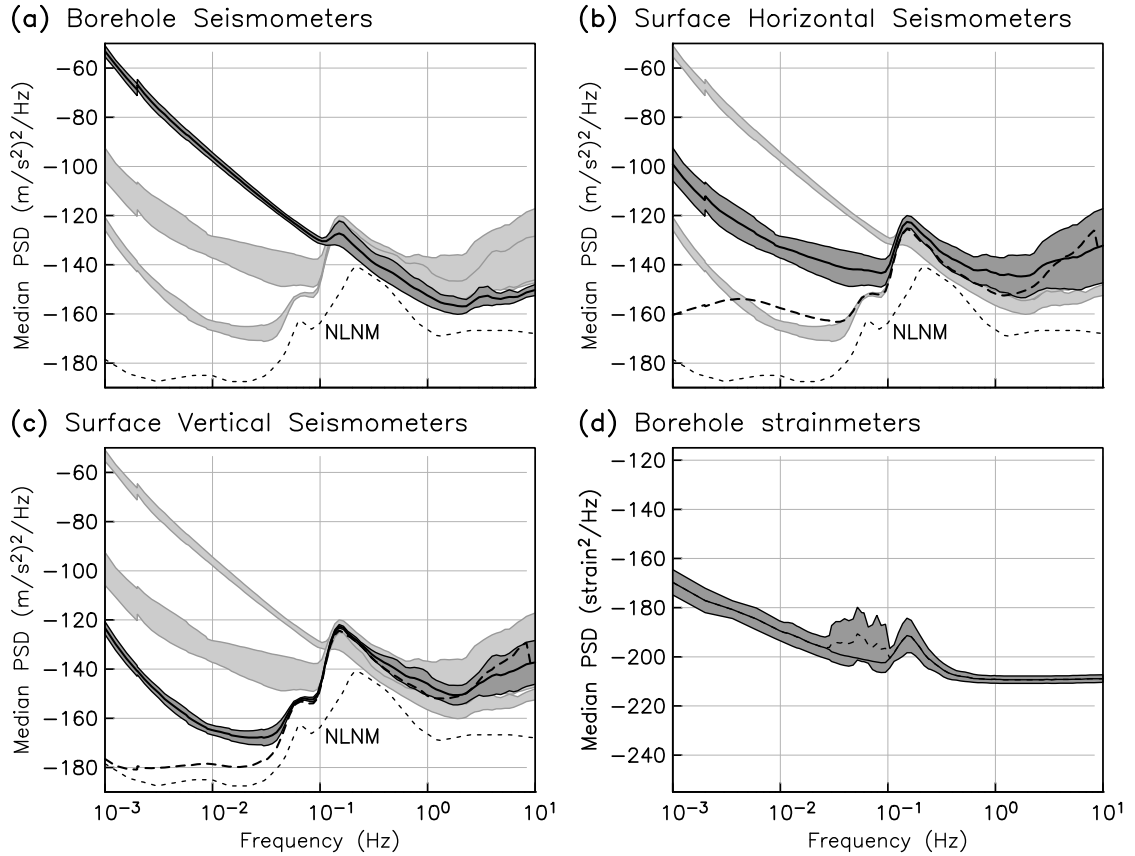 (a) Borehole Seismometers
Median PSD (m/s²)²/Hz)
−60
−80
−100
−120
−140
−160
−180
NLNM
(b) Surface Horizontal Seismometers
Median PSD (m/s²)²/Hz)
−60
−80
−100
−120
−140
−160
−180
NLNM
(c) Surface Vertical Seismometers
Median PSD (m/s²)²/Hz)
−60
−80
−100
−120
−140
−160
−180
NLNM
10⁻³ 10⁻² 10⁻¹ 10⁰ 10¹
Frequency (Hz)
(d) Borehole strainmeters
Median PSD (strain²/Hz)
−120
−140
−160
−180
−200
−220
−240
10⁻³ 10⁻² 10⁻¹ 10⁰ 10¹
Frequency (Hz)